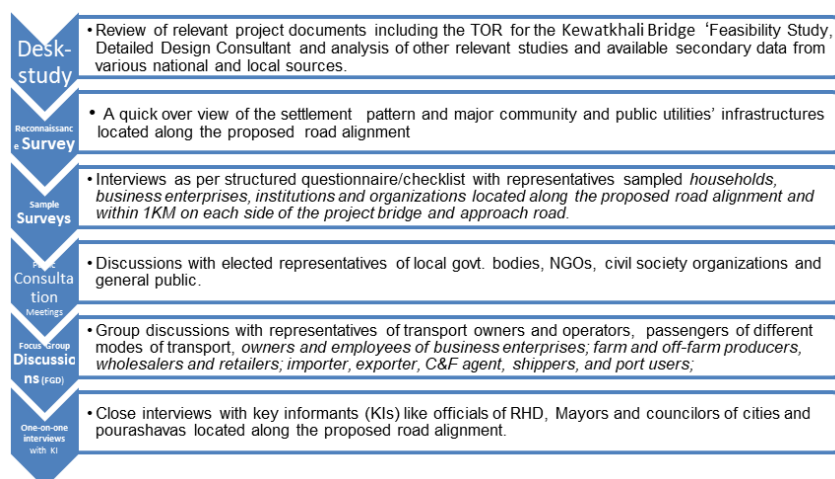 Desk-
study
• Review of relevant project documents including the TOR for the Kewatkhali Bridge ‘Feasibility Study,
Detailed Design Consultant and analysis of other relevant studies and available secondary data from
various national and local sources.
Reconnaissanc
e Survey
• A quick over view of the settlement pattern and major community and public utilities’ infrastructures
located along the proposed road alignment
Sample
Surveys
• Interviews as per structured questionnaire/checklist with representatives sampled households,
business enterprises, institutions and organizations located along the proposed road alignment and
within 1KM on each side of the project bridge and approach road.
Consulta
tion
Meetings
• Discussions with elected representatives of local govt. bodies, NGOs, civil society organizations and
general public.
Focus Group
Discussio
ns (FGD)
• Group discussions with representatives of transport owners and operators, passengers of different
modes of transport, owners and employees of business enterprises; farm and off-farm producers,
wholesalers and retailers; importer, exporter, C&F agent, shippers, and port users;
One-on-one
interviews
with KI
• Close interviews with key informants (KIs) like officials of RHD, Mayors and councilors of cities and
pourashavas located along the proposed road alignment.